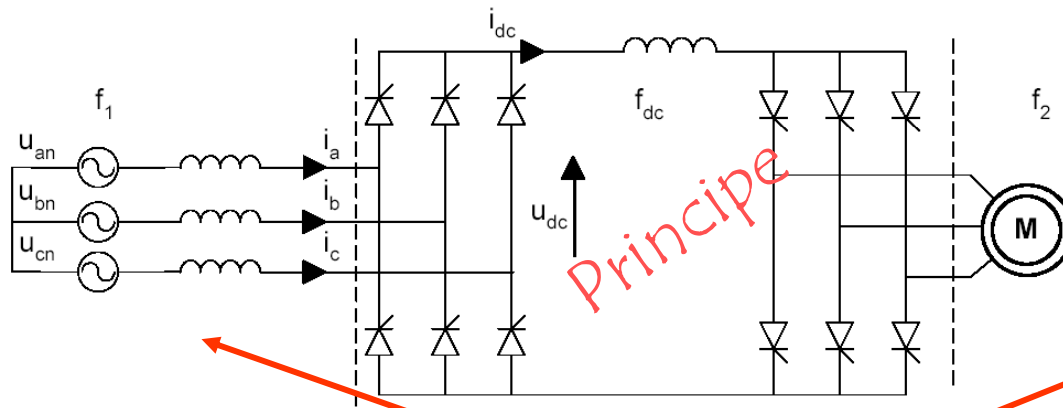 i_dc
f_1
f_dc
f_2
u_an
i_a
u_bn
i_b
u_dc
Principe
M
u_cn
i_c